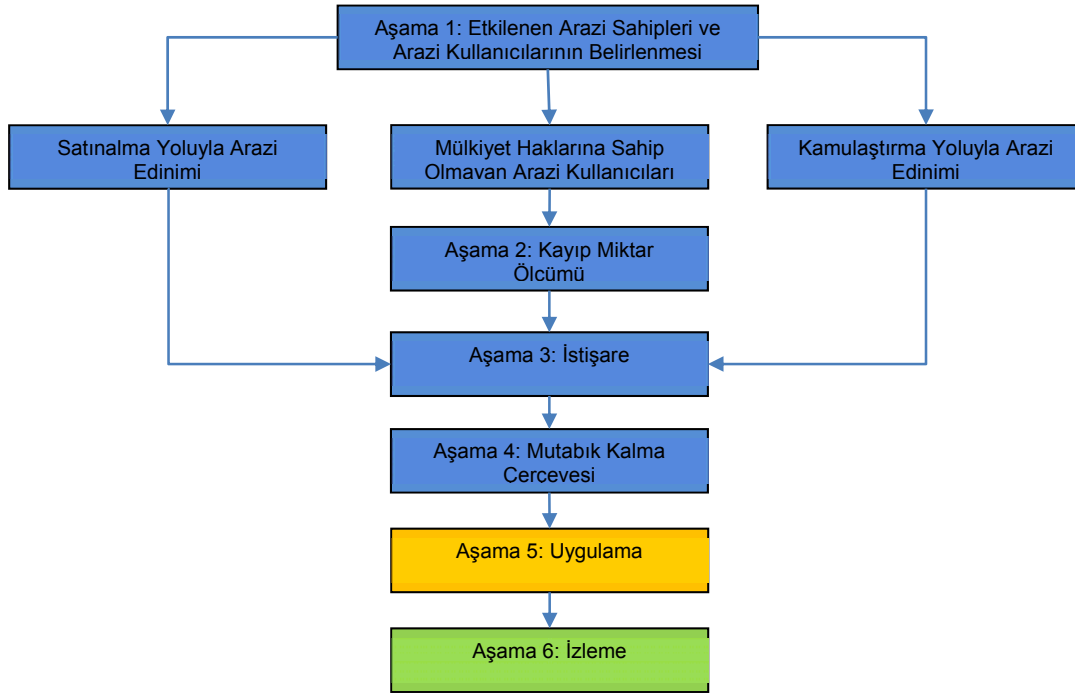 Aşama 1: Etkilenen Arazi Sahipleri ve
Arazi Kullanıcılarının Belirlenmesi
Satınalma Yoluyla Arazi
Edinimi
Mülkiyet Haklarına Sahip
Olmavan Arazi Kullanıcıları
Kamulaştırma Yoluyla Arazi
Edinimi
Aşama 2: Kayıp Miktar
Ölcümü
Aşama 3: İstişare
Aşama 4: Mutabık Kalma
Cercevesi
Aşama 5: Uygulama
Aşama 6: İzleme